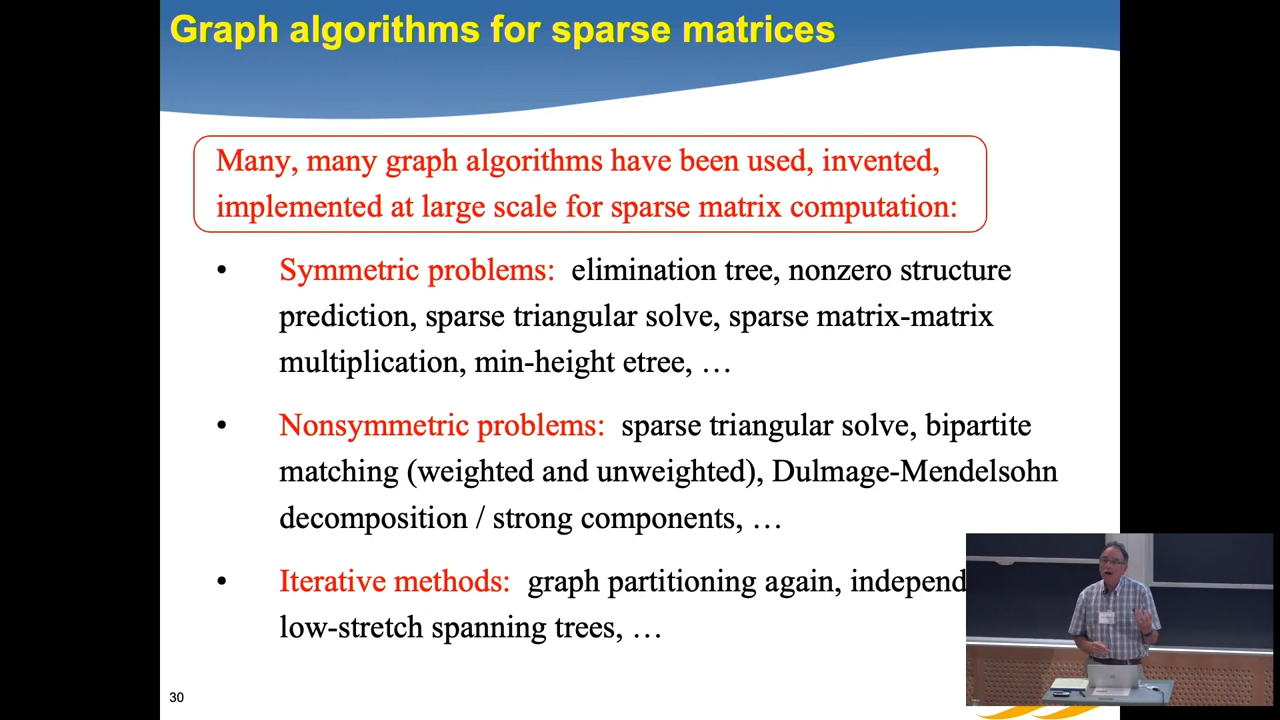 Graph algorithms for sparse matrices
Many, many graph algorithms have been used, invented,
implemented at large scale for sparse matrix computation:
• Symmetric problems: elimination tree, nonzero structure
prediction, sparse triangular solve, sparse matrix-matrix
multiplication, min-height etree, …
• Nonsymmetric problems: sparse triangular solve, bipartite
matching (weighted and unweighted), Dulmage-Mendelsohn
decomposition / strong components, …
• Iterative methods: graph partitioning again, independ
low-stretch spanning trees, …
30